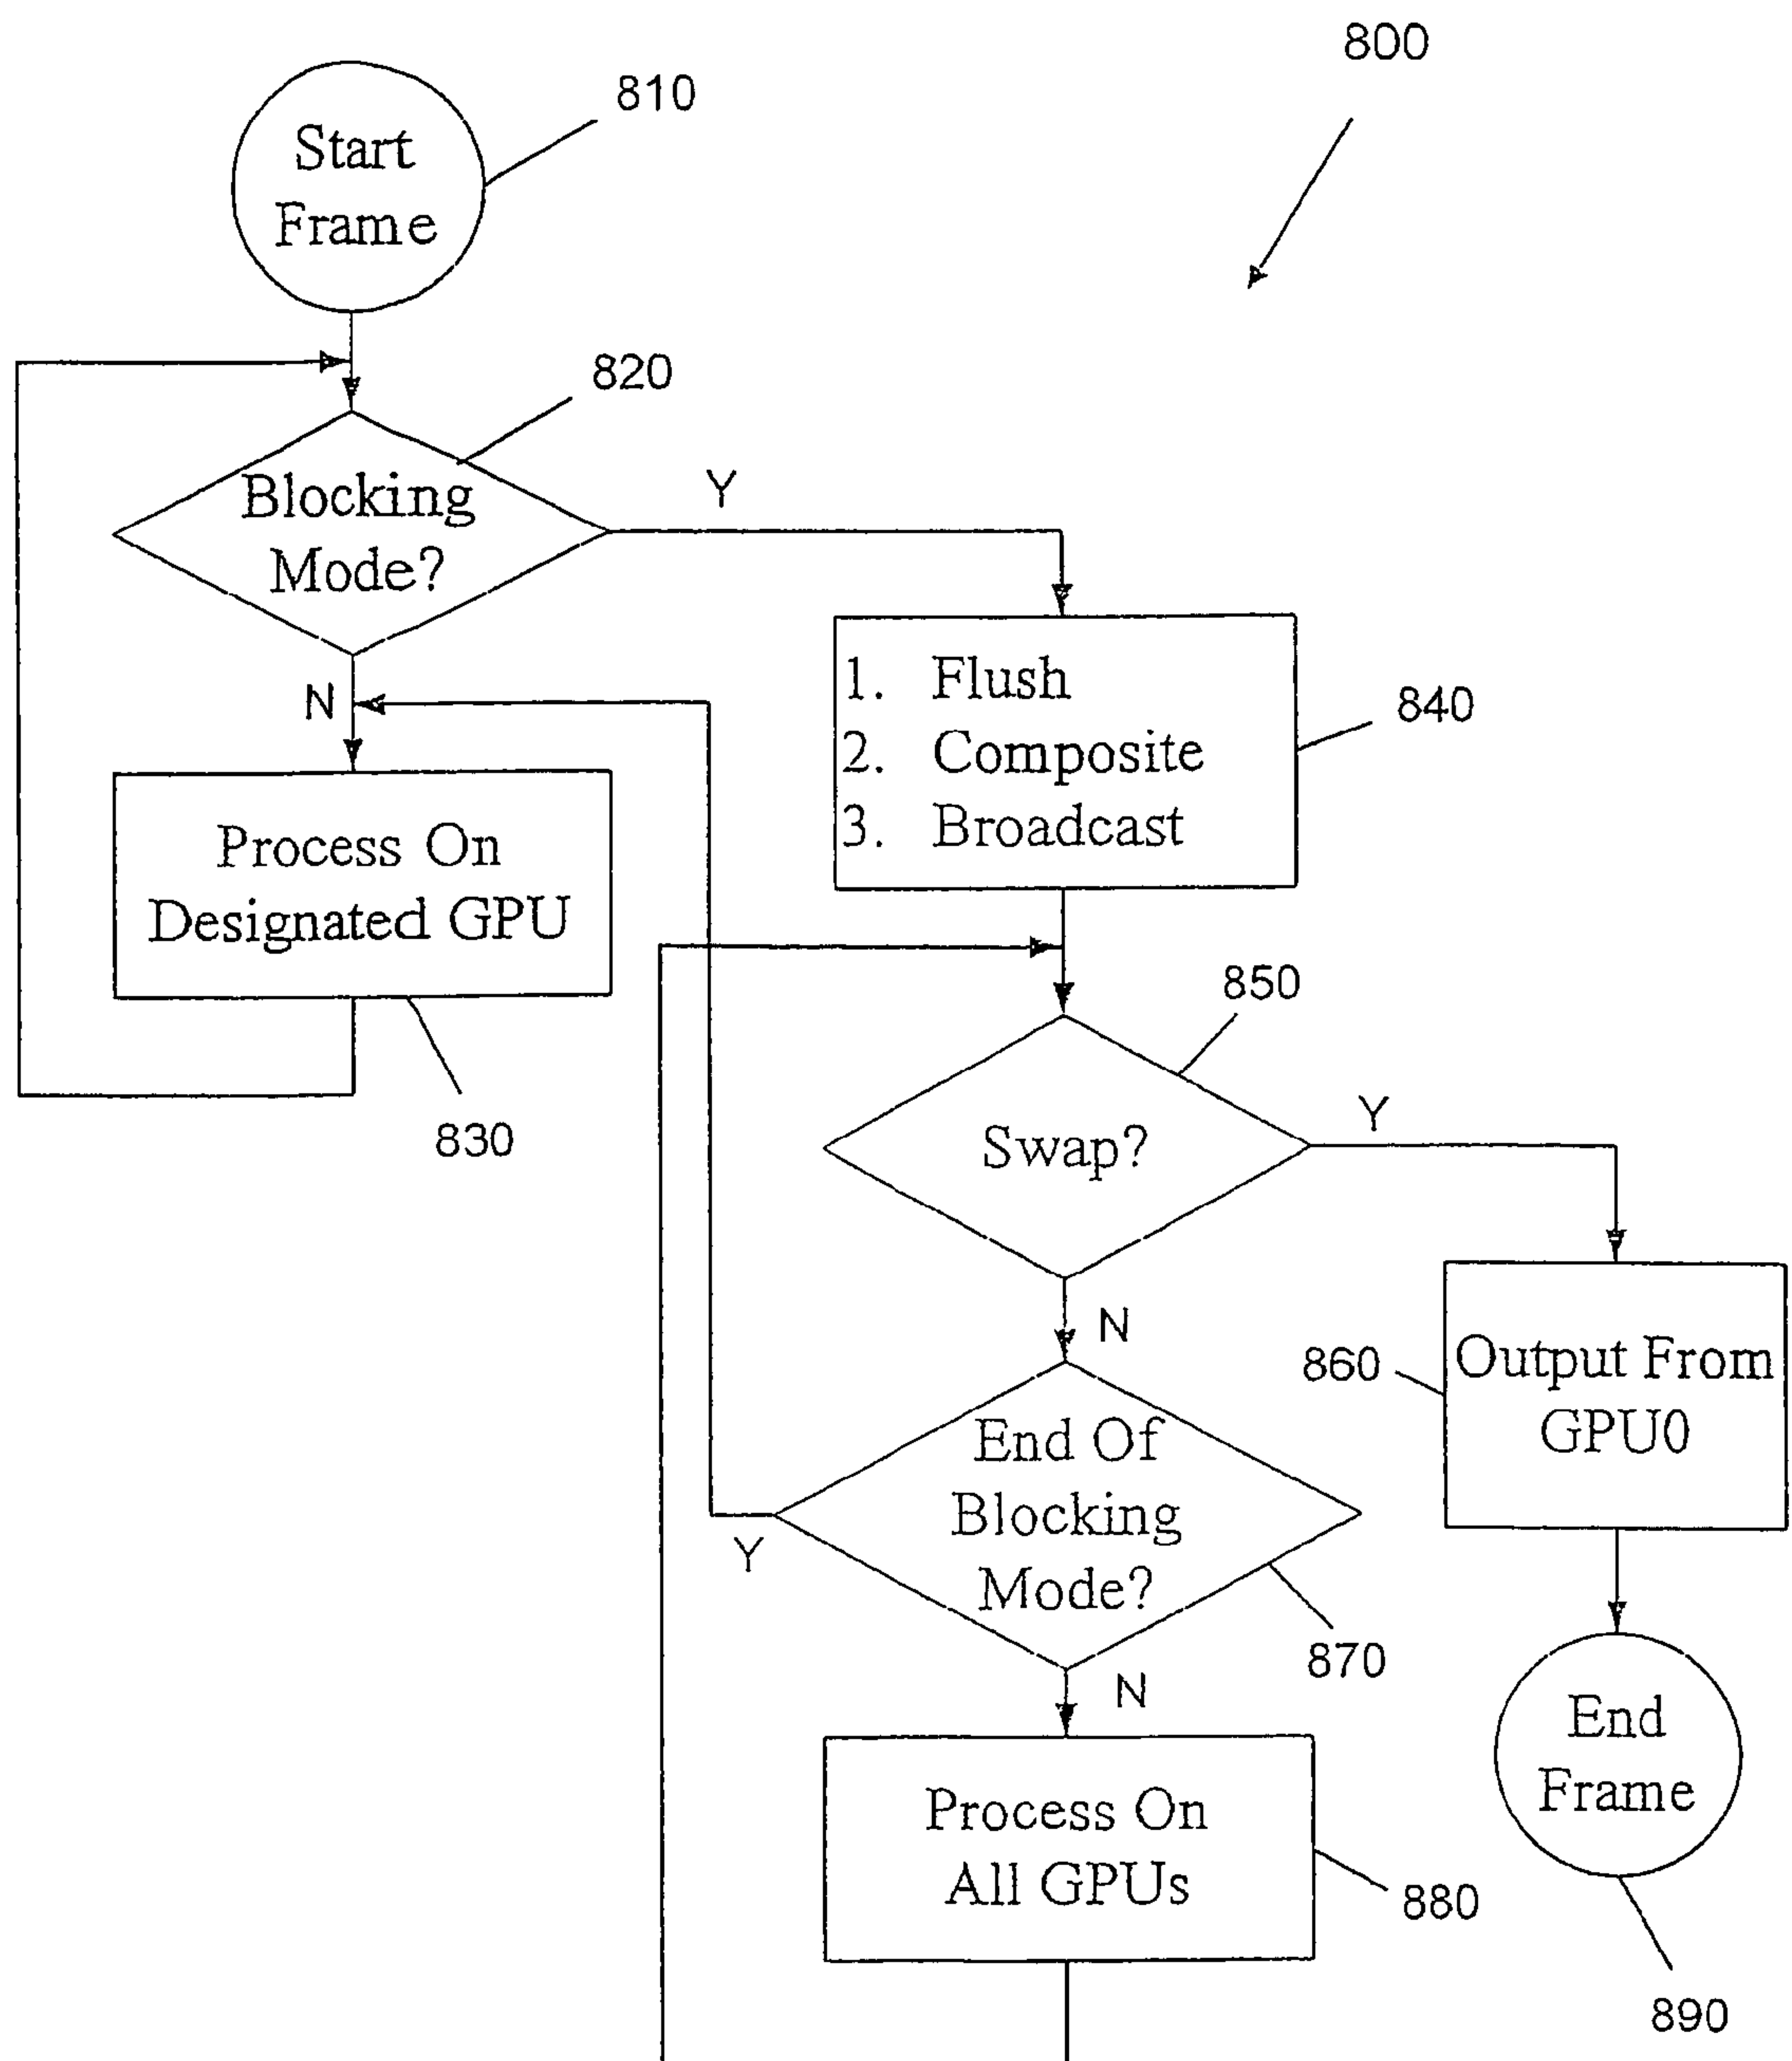 800
810
Start
Frame
820
Blocking
Mode?
Y
N
840
1. Flush
2. Composite
3. Broadcast
Process On
Designated GPU
830
850
Swap?
Y
N
860
Output From
GPU0
End Of
Blocking
Mode?
Y
870
N
End
Frame
890
Process On
All GPUs
880